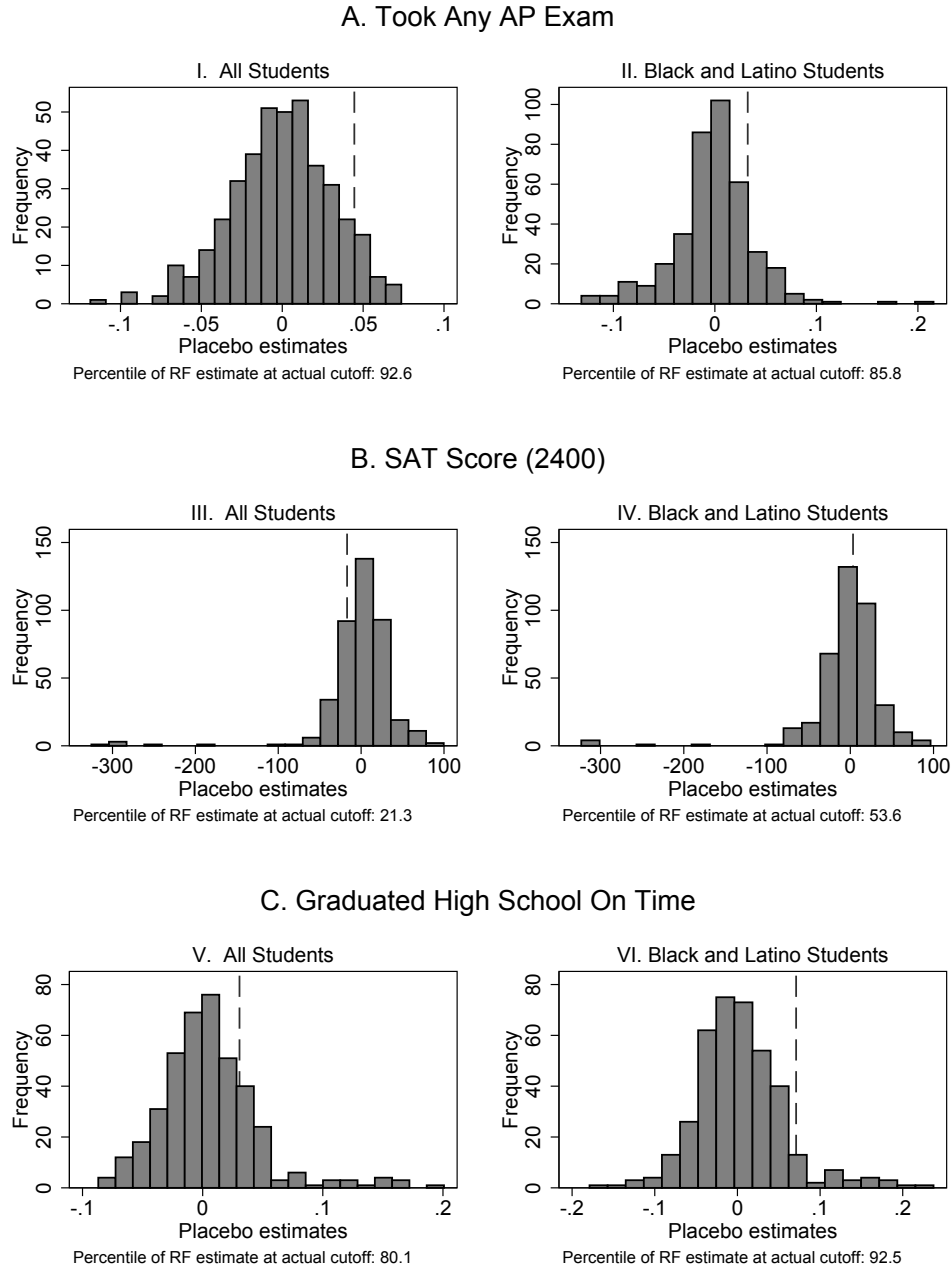 A. Took Any AP Exam
I. All Students
Frequency
0 10 20 30 40 50
-.1 -.05 0 .05 .1
Placebo estimates
Percentile of RF estimate at actual cutoff: 92.6
II. Black and Latino Students
Frequency
0 20 40 60 80 100
-.1 0 .1 .2
Placebo estimates
Percentile of RF estimate at actual cutoff: 85.8
B. SAT Score (2400)
III. All Students
Frequency
0 50 100 150
-300 -200 -100 0 100
Placebo estimates
Percentile of RF estimate at actual cutoff: 21.3
IV. Black and Latino Students
Frequency
0 50 100 150
-300 -200 -100 0 100
Placebo estimates
Percentile of RF estimate at actual cutoff: 53.6
C. Graduated High School On Time
V. All Students
Frequency
0 20 40 60 80
-.1 0 .1 .2
Placebo estimates
Percentile of RF estimate at actual cutoff: 80.1
VI. Black and Latino Students
Frequency
0 20 40 60 80
-.2 -.1 0 .1 .2
Placebo estimates
Percentile of RF estimate at actual cutoff: 92.5